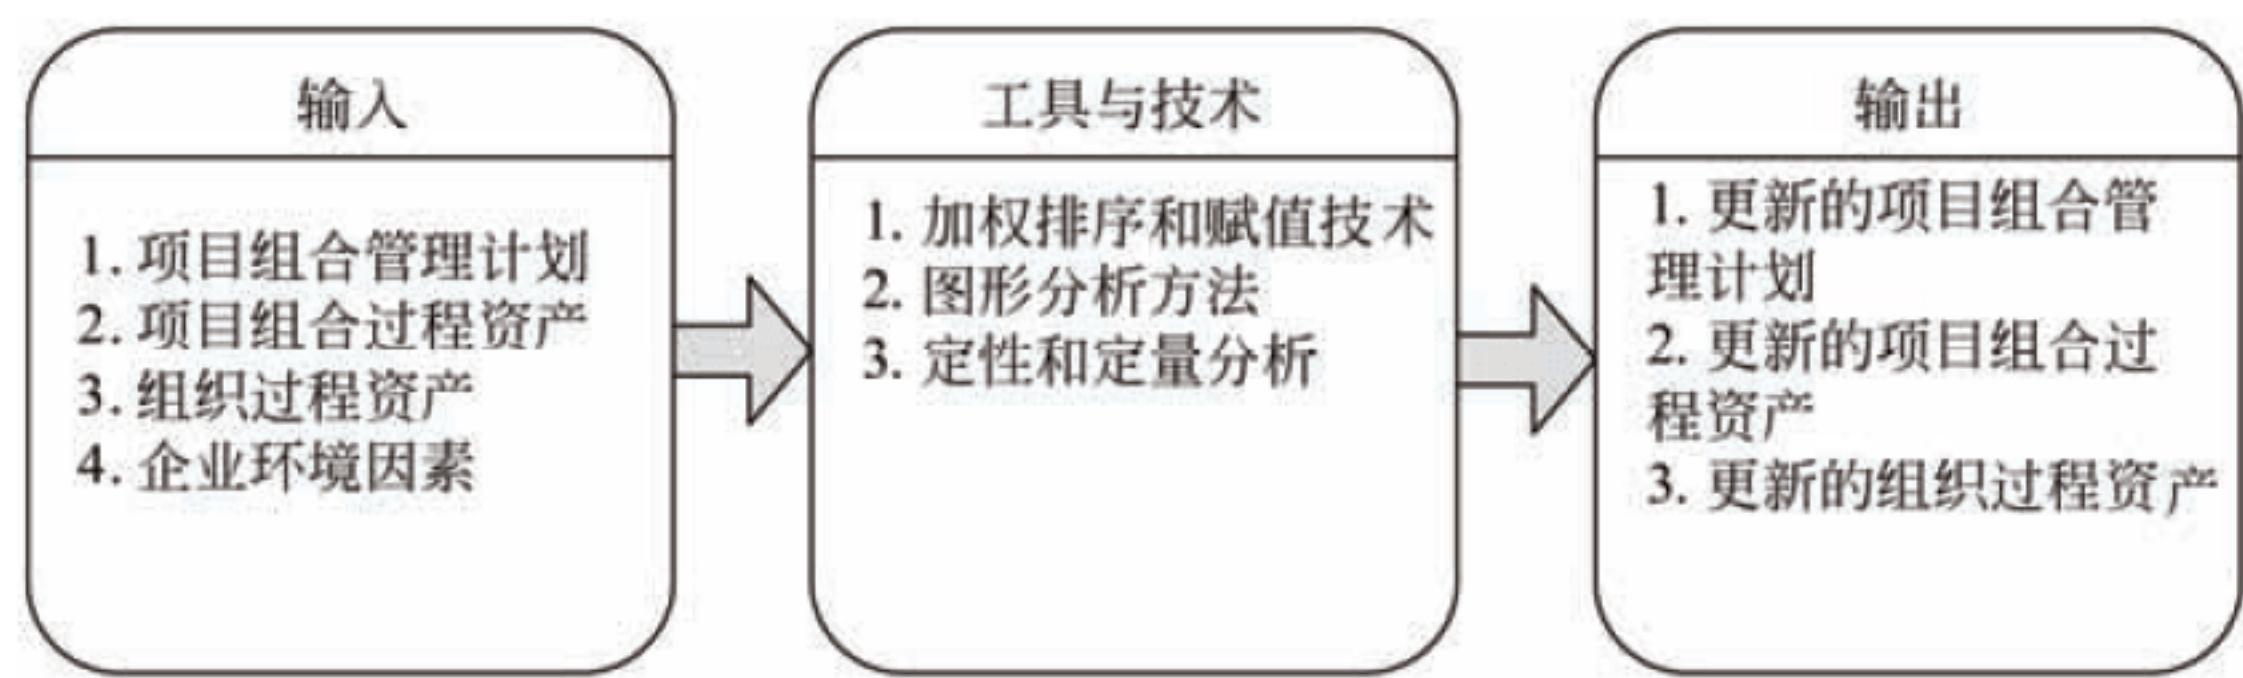 输入
1. 项目组合管理计划
2. 项目组合过程资产
3. 组织过程资产
4. 企业环境因素
工具与技术
1. 加权排序和赋值技术
2. 图形分析方法
3. 定性和定量分析
输出
1. 更新的项目组合管
理计划
2. 更新的项目组合过
程资产
3. 更新的组织过程资产